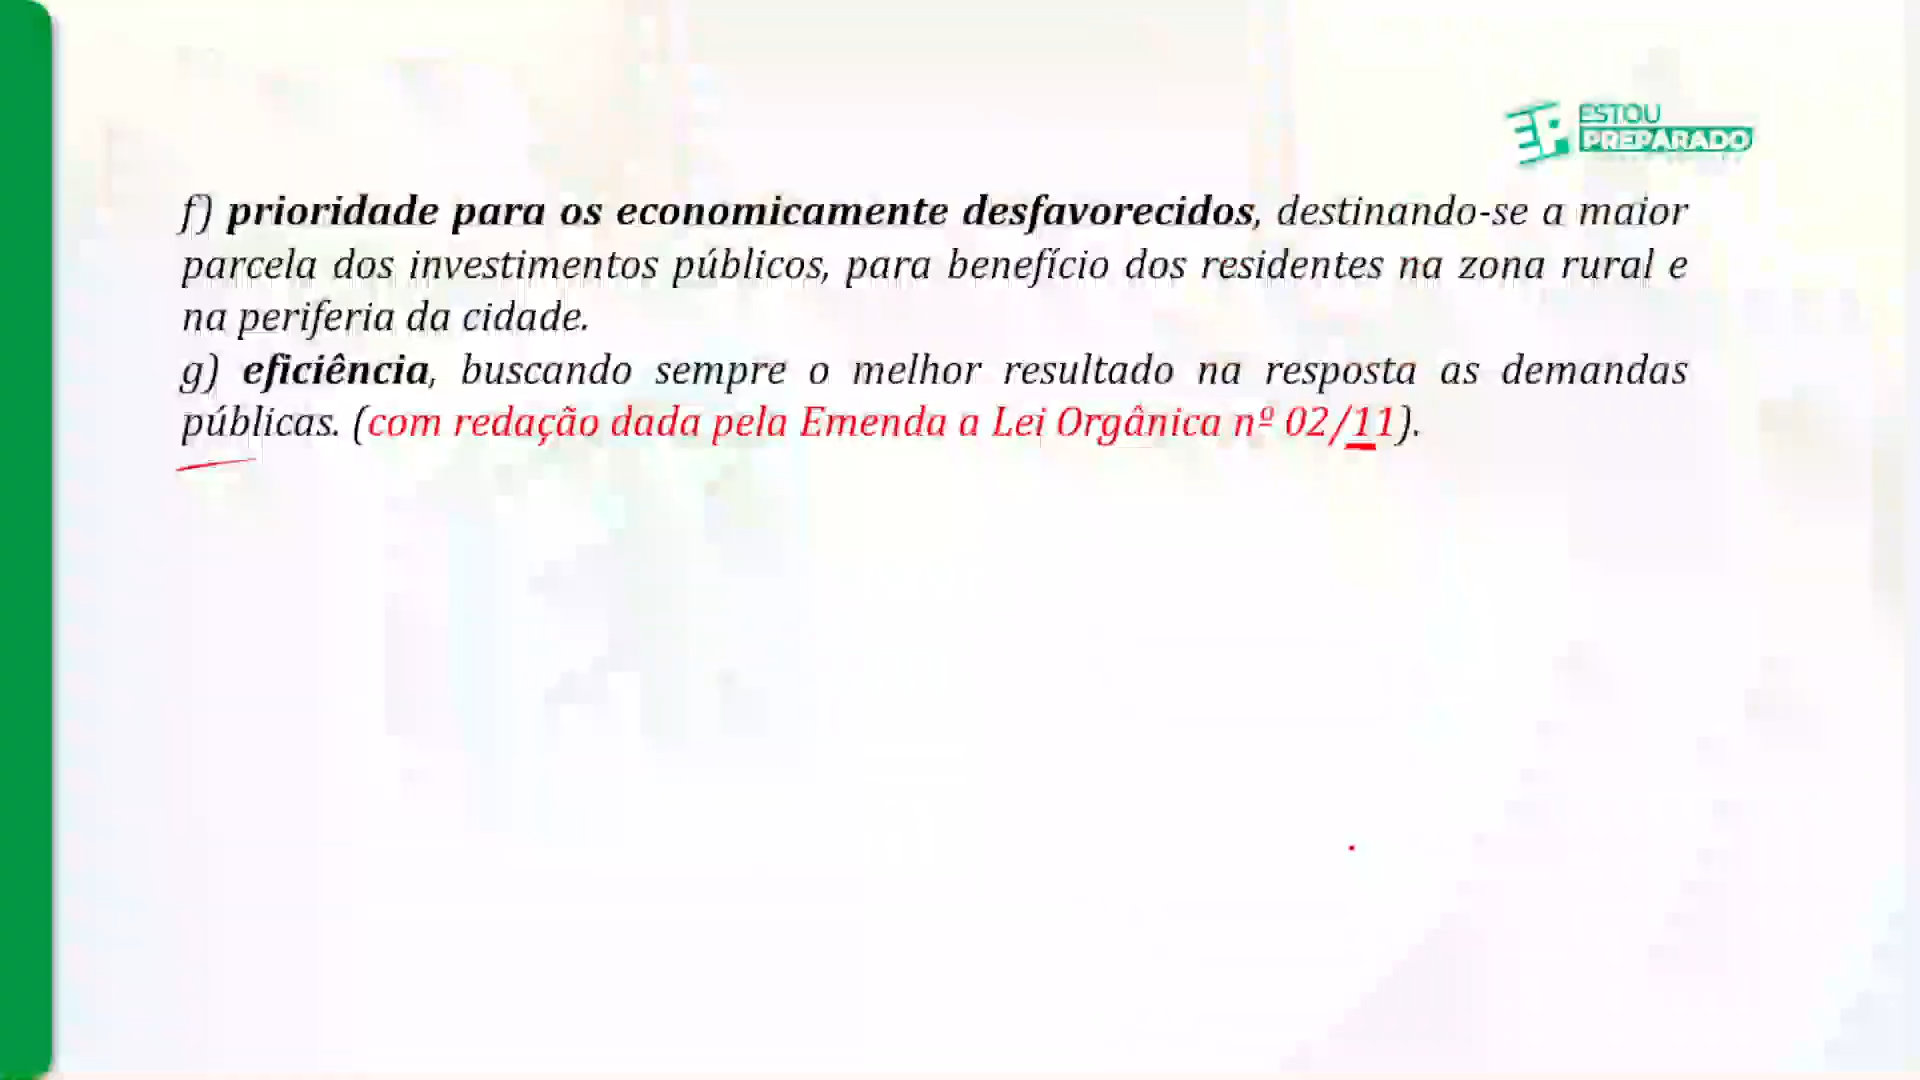 ESTOU
PREPARADO
f) prioridade para os economicamente desfavorecidos, destinando-se a maior
parcela dos investimentos públicos, para benefício dos residentes na zona rural e
na periferia da cidade.
g) eficiência, buscando sempre o melhor resultado na resposta as demandas
públicas. (com redação dada pela Emenda a Lei Orgânica nº 02/11).